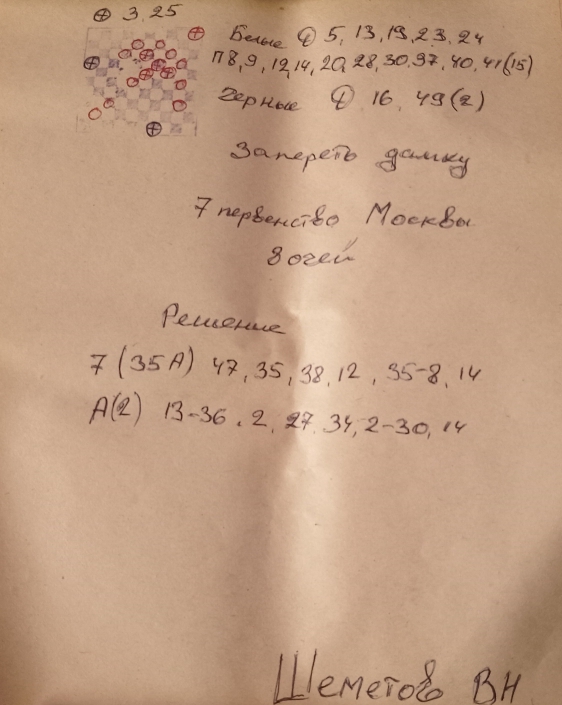 ⊕ 3.25
Белые Д 5, 13, 19, 23, 24
П 8, 9, 12, 14, 20, 28, 30, 37, 40, 41 (15)
Черные Д 16, 49 (2)
Запереть дамку
7 первенство Москвы
8 очей
Решение
7 (35 А) 47, 35, 38, 12, 35-8, 14
А(2) 13-36, 2, 27, 34, 2-30, 14
Шеметов ВН